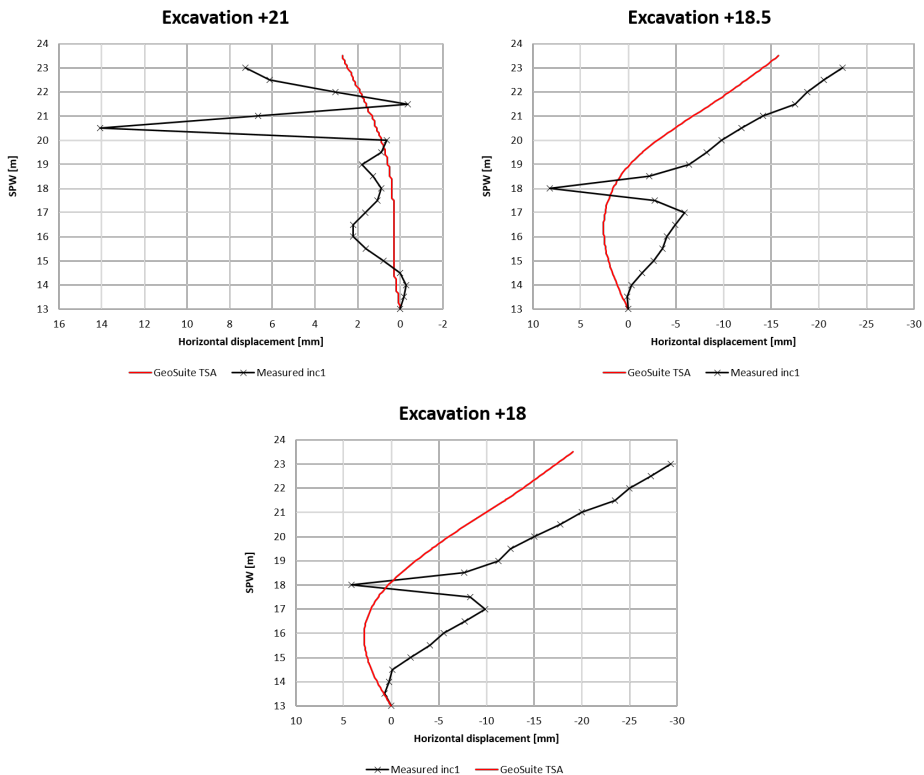 Excavation +21
24
23
22
21
20
19
18
17
16
15
14
13
SPW [m]
16 14 12 10 8 6 4 2 0 -2
Horizontal displacement [mm]
GeoSuite TSA Measured inc1
Excavation +18.5
24
23
22
21
20
19
18
17
16
15
14
13
SPW [m]
10 5 0 -5 -10 -15 -20 -25 -30
Horizontal displacement [mm]
GeoSuite TSA Measured inc1
Excavation +18
24
23
22
21
20
19
18
17
16
15
14
13
SPW [m]
10 5 0 -5 -10 -15 -20 -25 -30
Horizontal displacement [mm]
Measured inc1 GeoSuite TSA